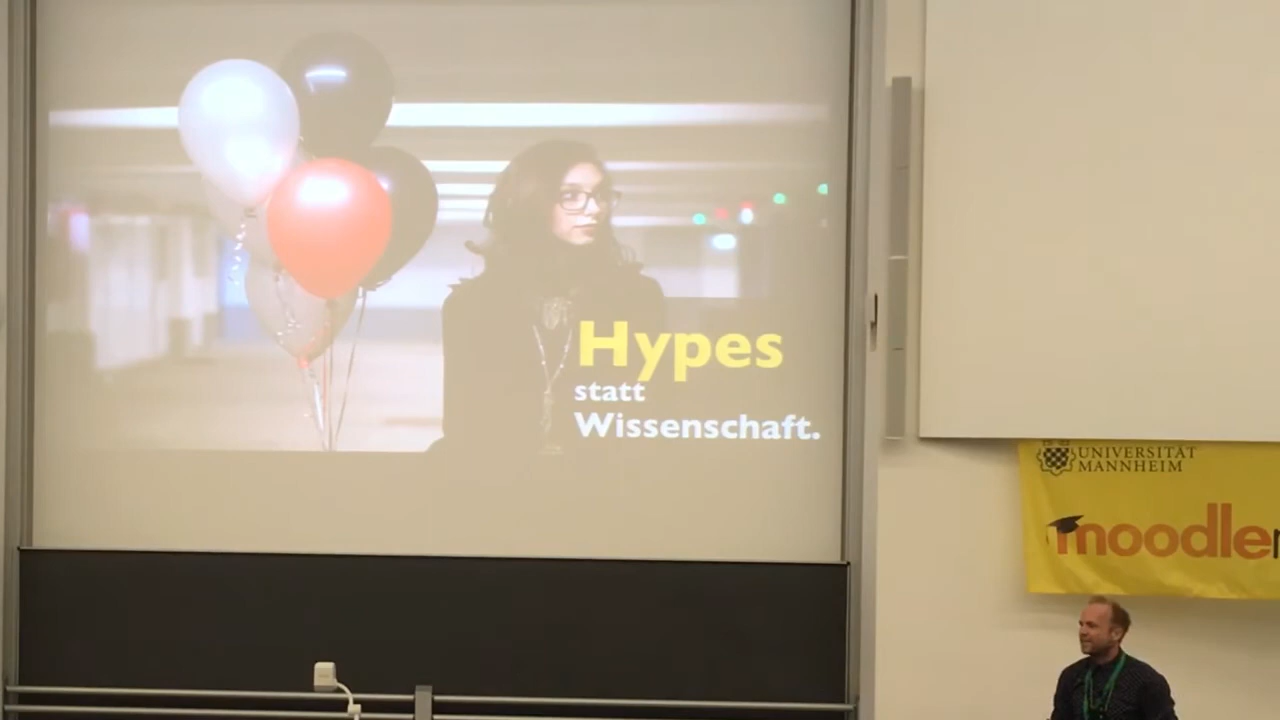 Hypes
statt
Wissenschaft.
UNIVERSITÄT
MANNHEIM
moodle